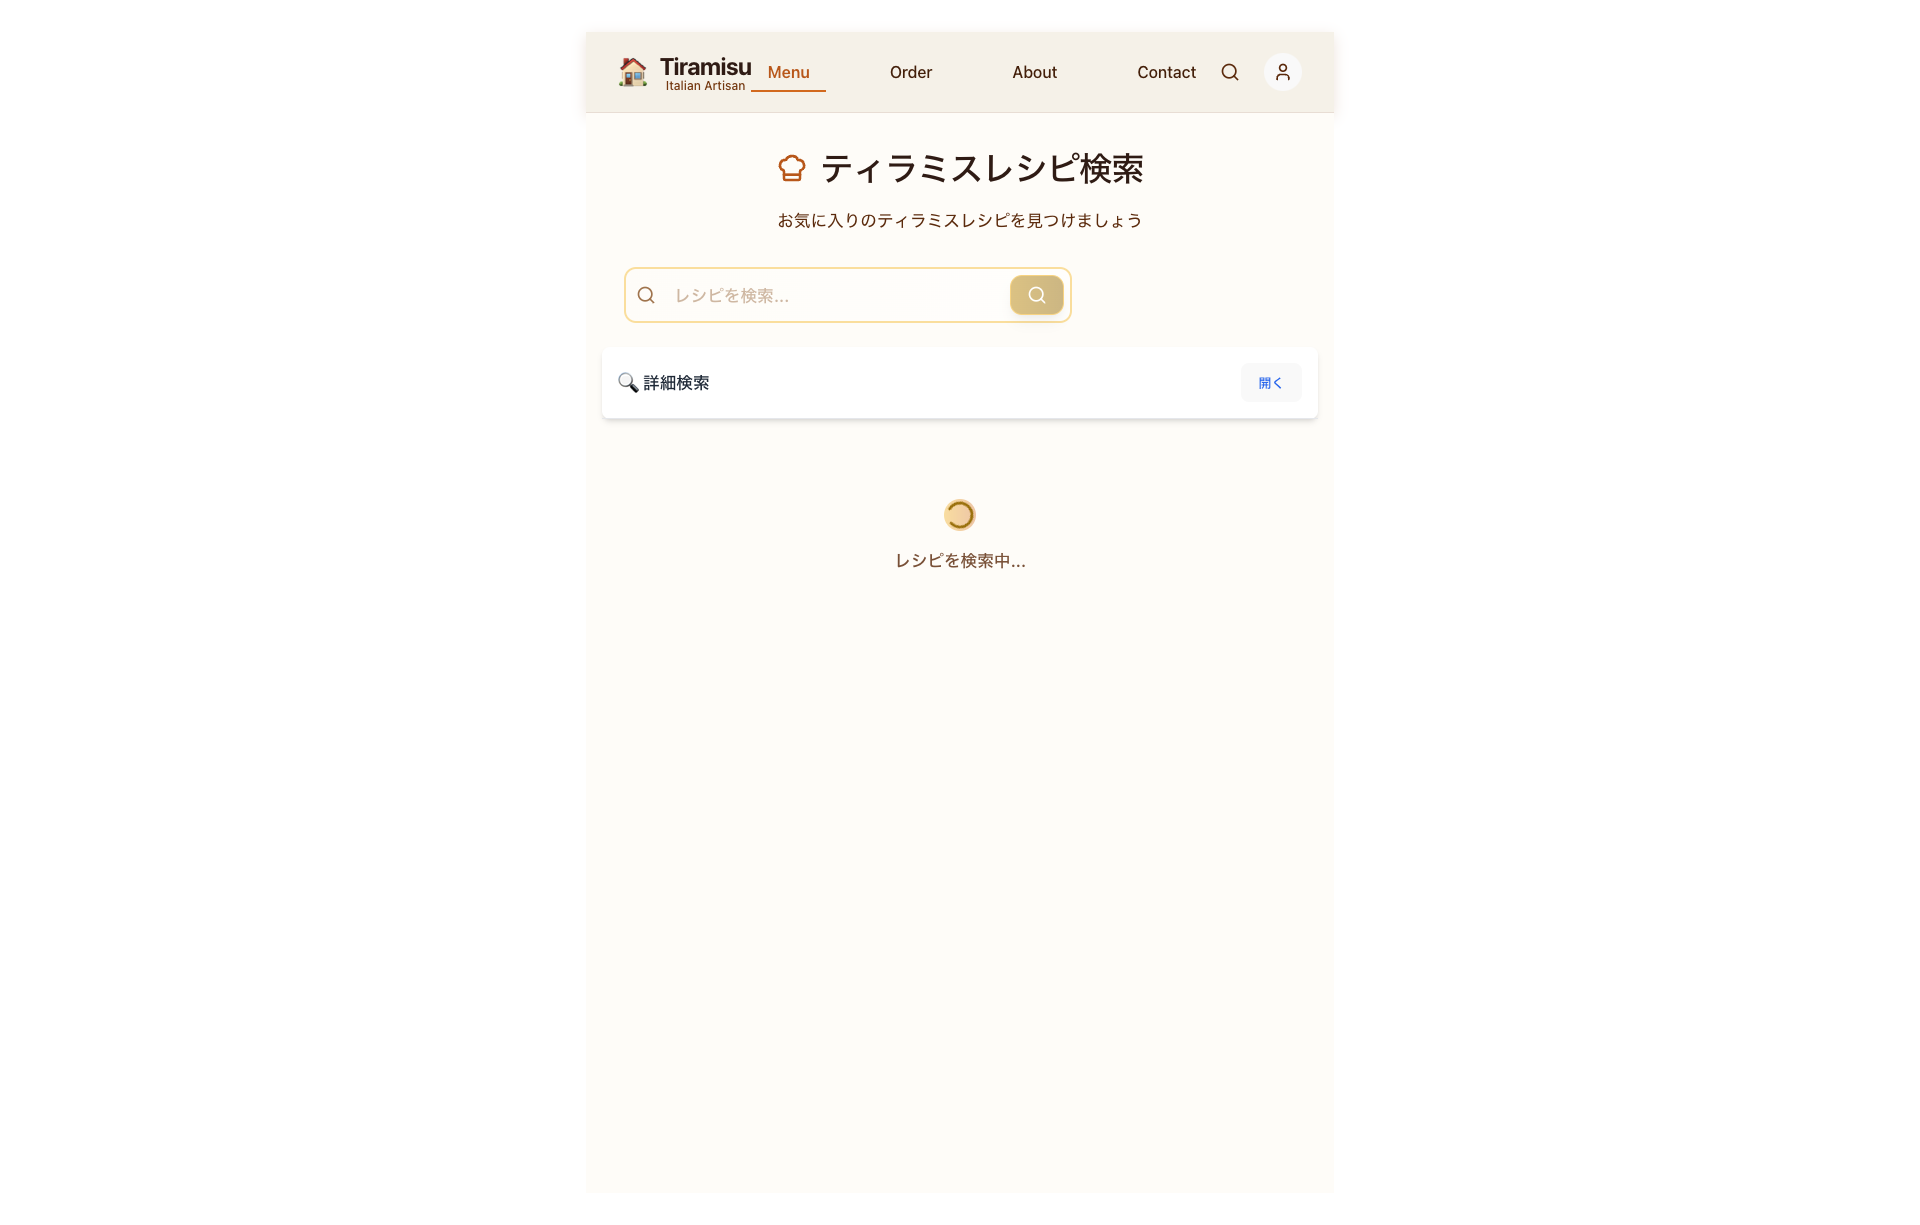 Tiramisu
Italian Artisan
Menu
Order
About
Contact
ティラミスレシピ検索
お気に入りのティラミスレシピを見つけましょう
レシピを検索...
詳細検索
開く
レシピを検索中...